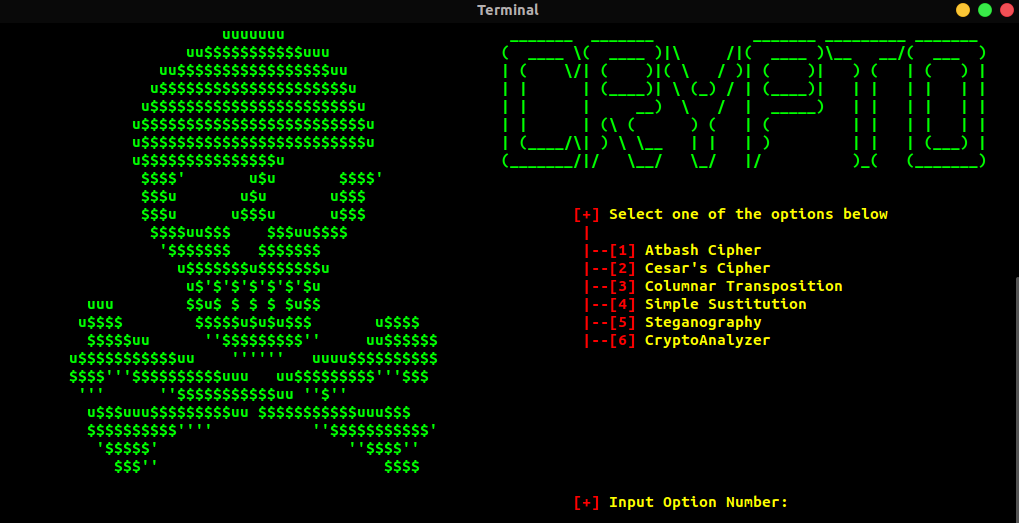 Terminal
CRYPTO
[+] Select one of the options below
|
|--[1] Atbash Cipher
|--[2] Cesar's Cipher
|--[3] Columnar Transposition
|--[4] Simple Sustitution
|--[5] Steganography
|--[6] CryptoAnalyzer
[+] Input Option Number: